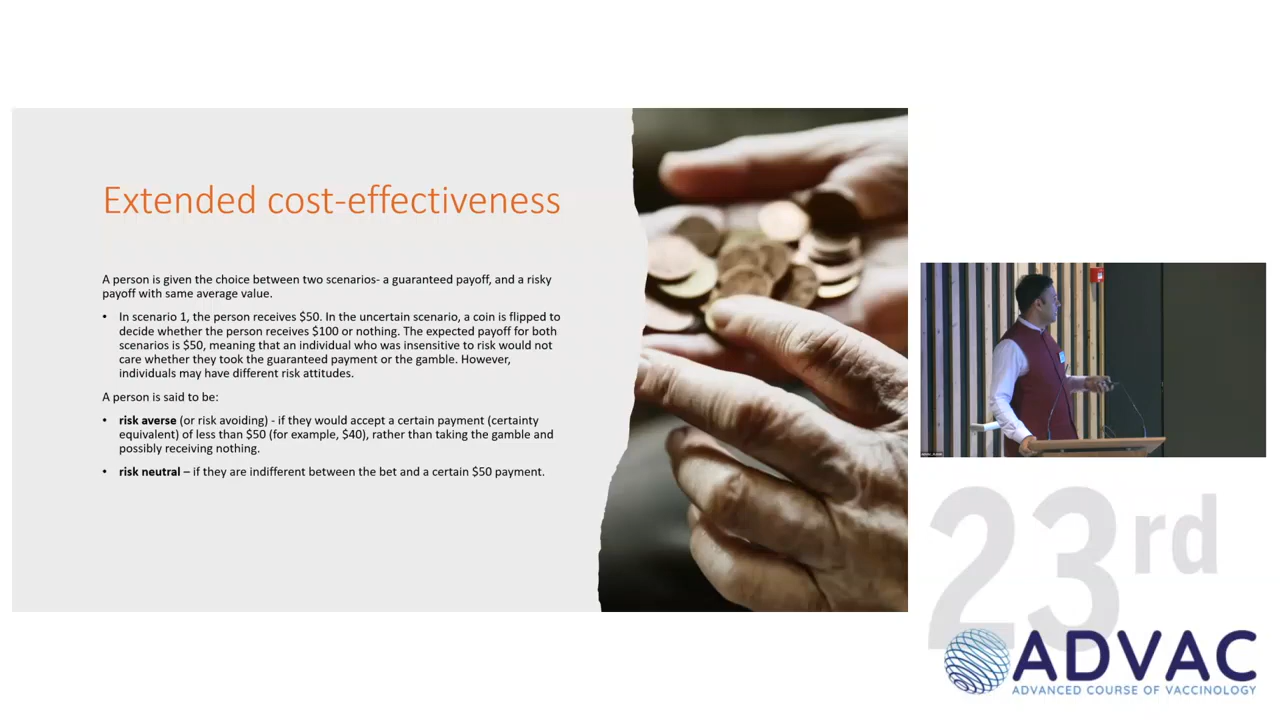 Extended cost-effectiveness
A person is given the choice between two scenarios- a guaranteed payoff, and a risky
payoff with same average value.
• In scenario 1, the person receives $50. In the uncertain scenario, a coin is flipped to
decide whether the person receives $100 or nothing. The expected payoff for both
scenarios is $50, meaning that an individual who was insensitive to risk would not
care whether they took the guaranteed payment or the gamble. However,
individuals may have different risk attitudes.
A person is said to be:
• risk averse (or risk avoiding) - if they would accept a certain payment (certainty
equivalent) of less than $50 (for example, $40), rather than taking the gamble and
possibly receiving nothing.
• risk neutral – if they are indifferent between the bet and a certain $50 payment.
23rd
ADVAC
ADVANCED COURSE OF VACCINOLOGY